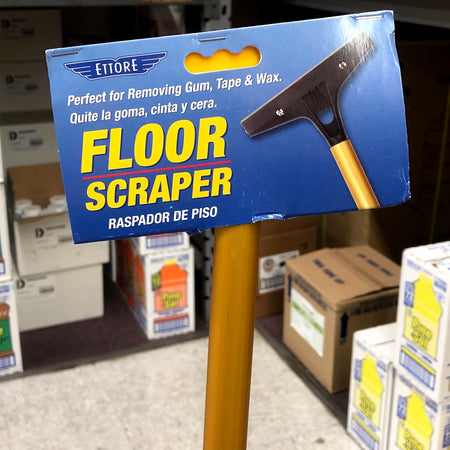 ETTORE
Perfect for Removing Gum, Tape & Wax.
Quite la goma, cinta y cera.
FLOOR
SCRAPER
RASPADOR DE PISO